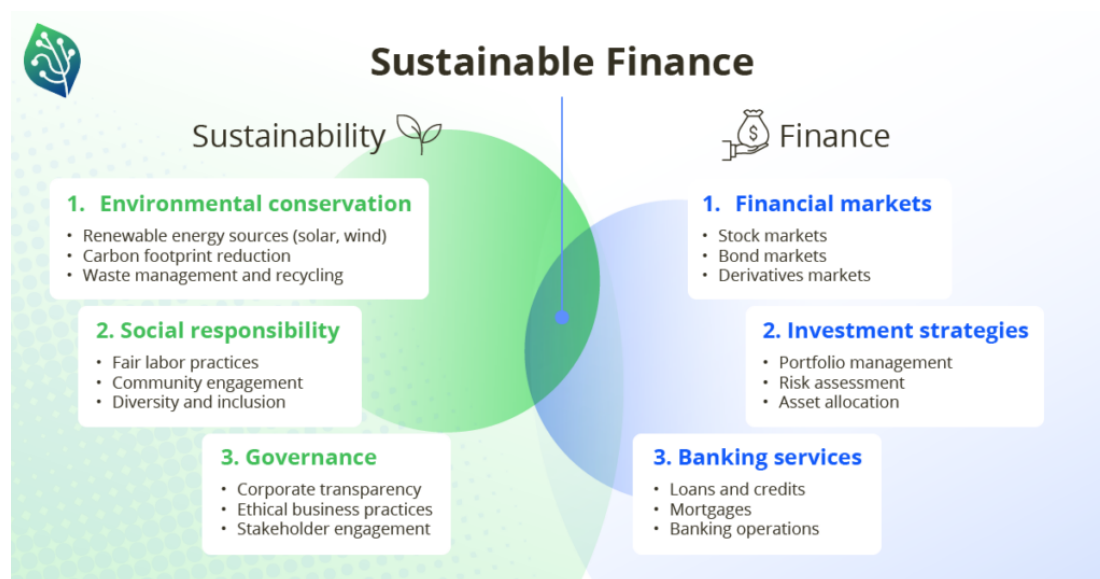 Sustainable Finance
Sustainability
1. Environmental conservation
• Renewable energy sources (solar, wind)
• Carbon footprint reduction
• Waste management and recycling
2. Social responsibility
• Fair labor practices
• Community engagement
• Diversity and inclusion
3. Governance
• Corporate transparency
• Ethical business practices
• Stakeholder engagement
$ Finance
1. Financial markets
• Stock markets
• Bond markets
• Derivatives markets
2. Investment strategies
• Portfolio management
• Risk assessment
• Asset allocation
3. Banking services
• Loans and credits
• Mortgages
• Banking operations